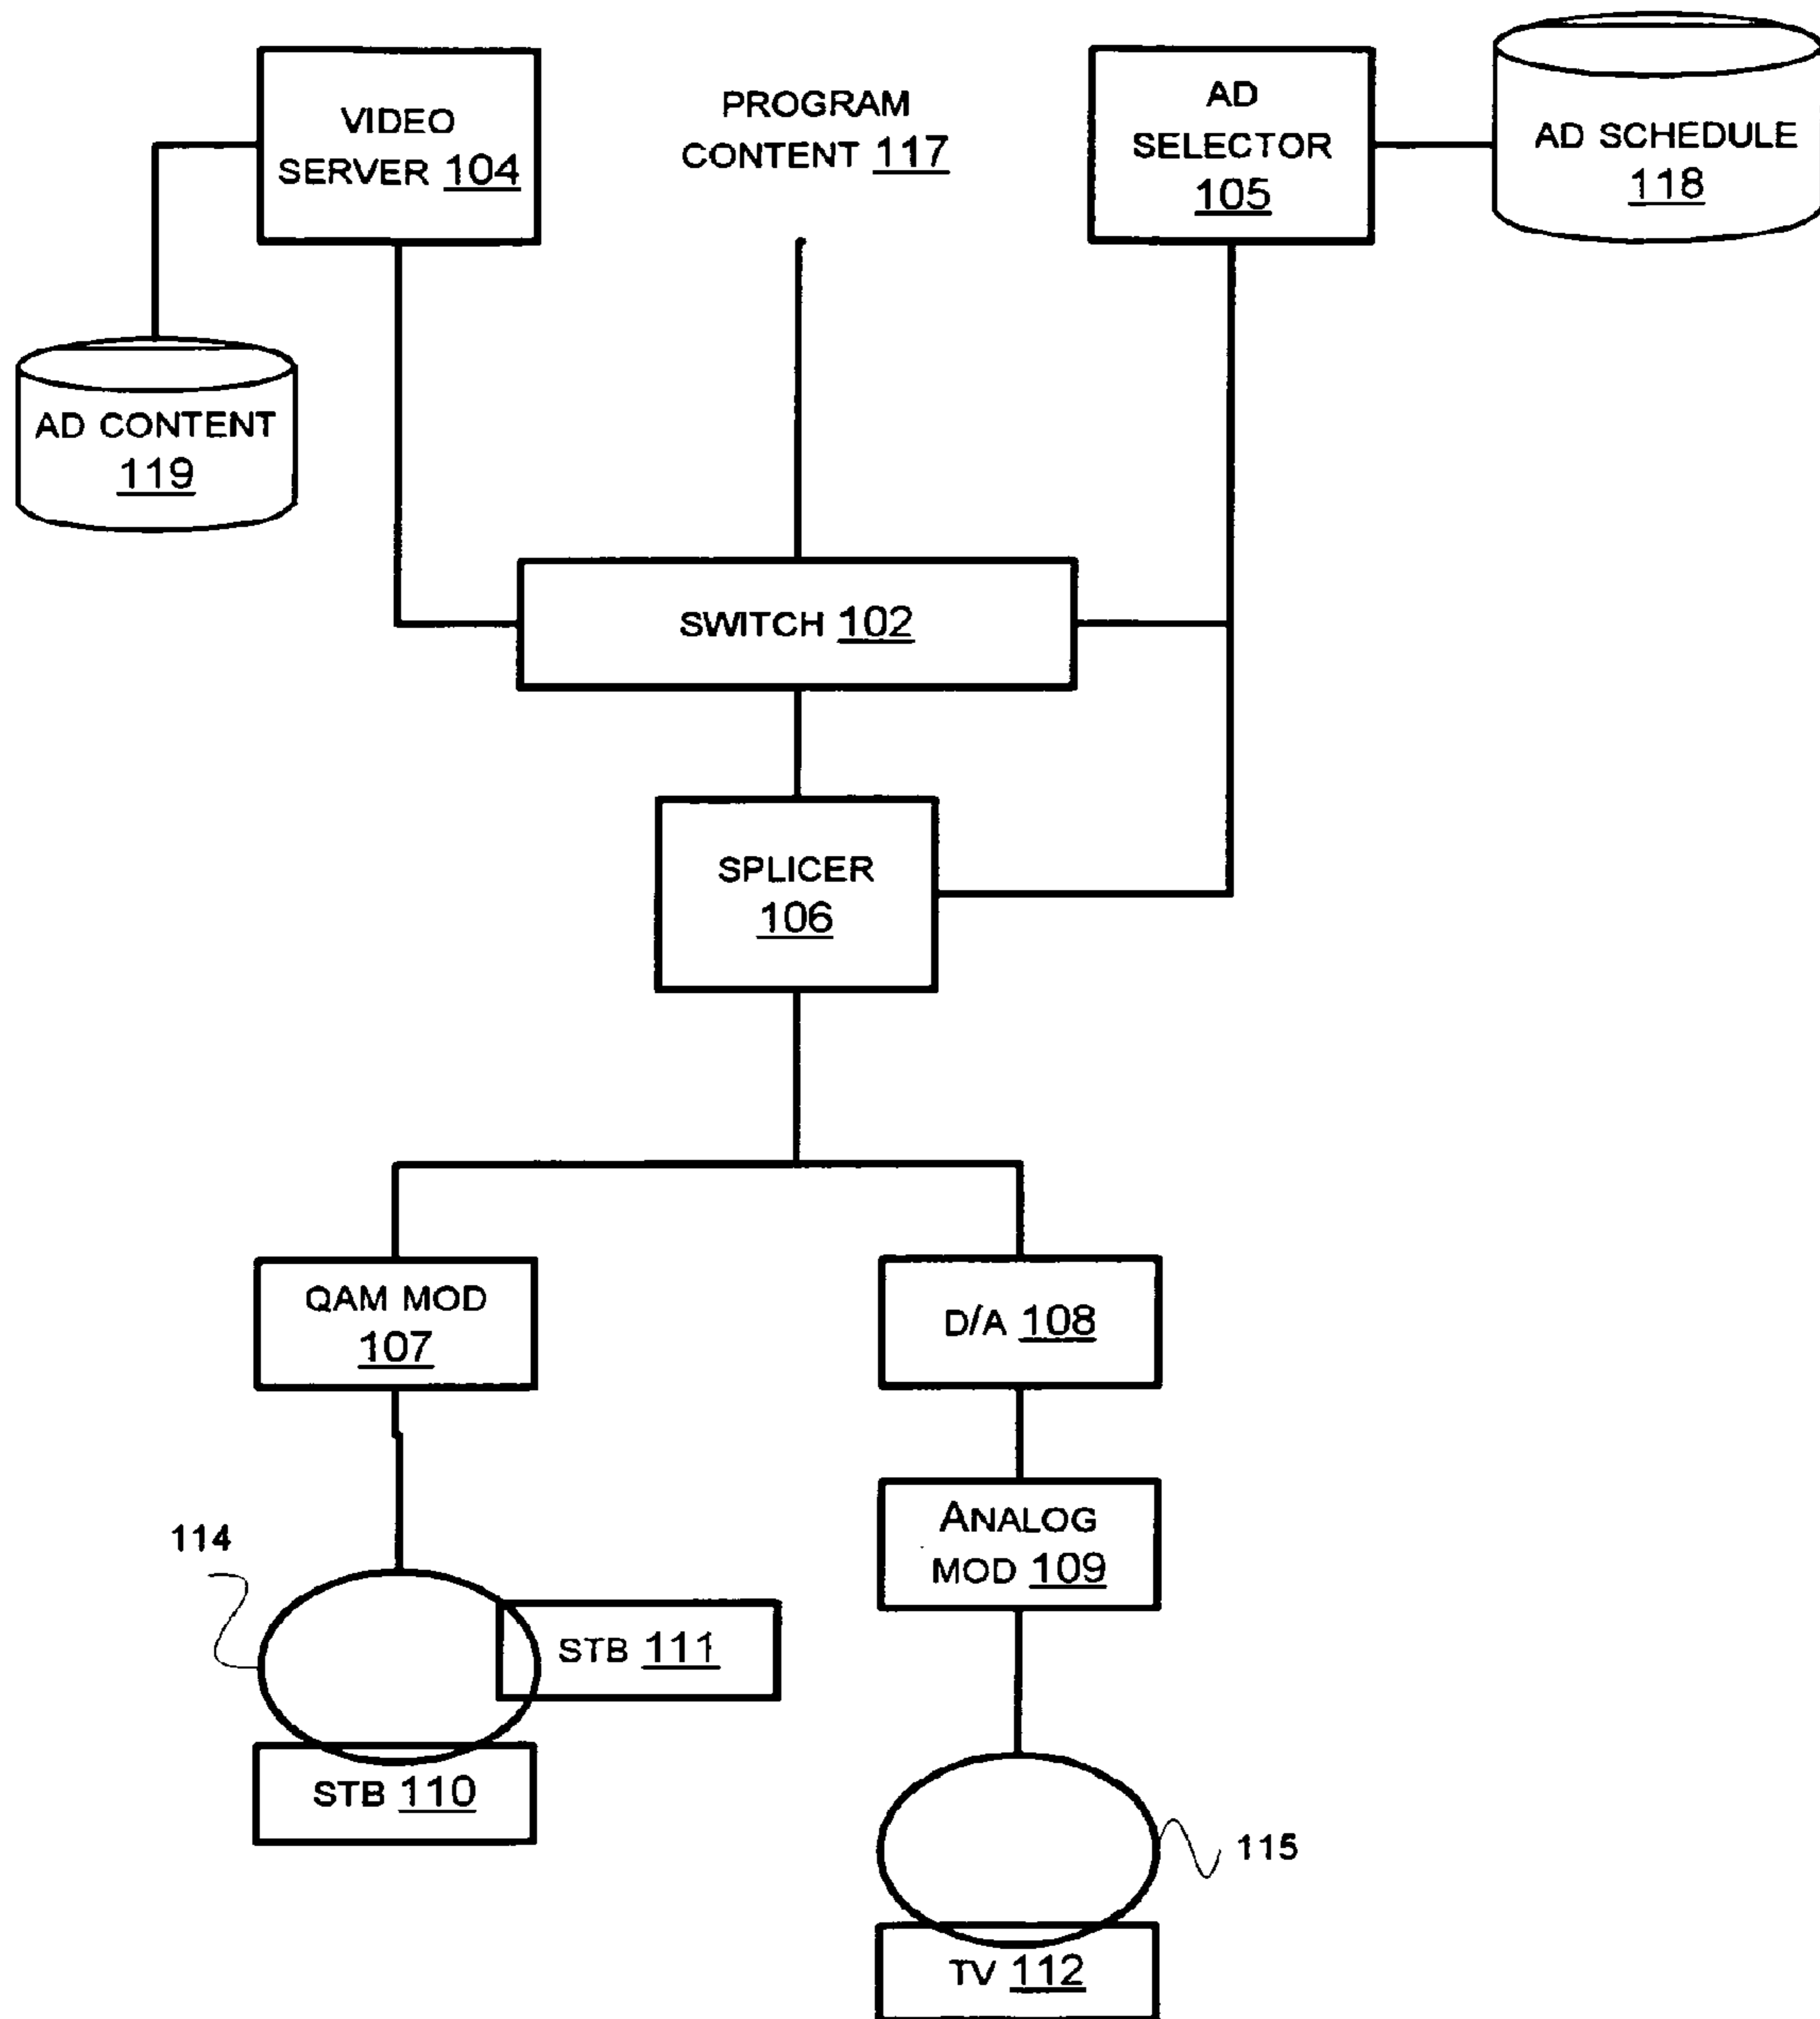 VIDEO
SERVER 104
PROGRAM
CONTENT 117
AD
SELECTOR
105
AD SCHEDULE
118
AD CONTENT
119
SWITCH 102
SPLICER
106
QAM MOD
107
D/A 108
ANALOG
MOD 109
114
STB 111
STB 110
115
TV 112